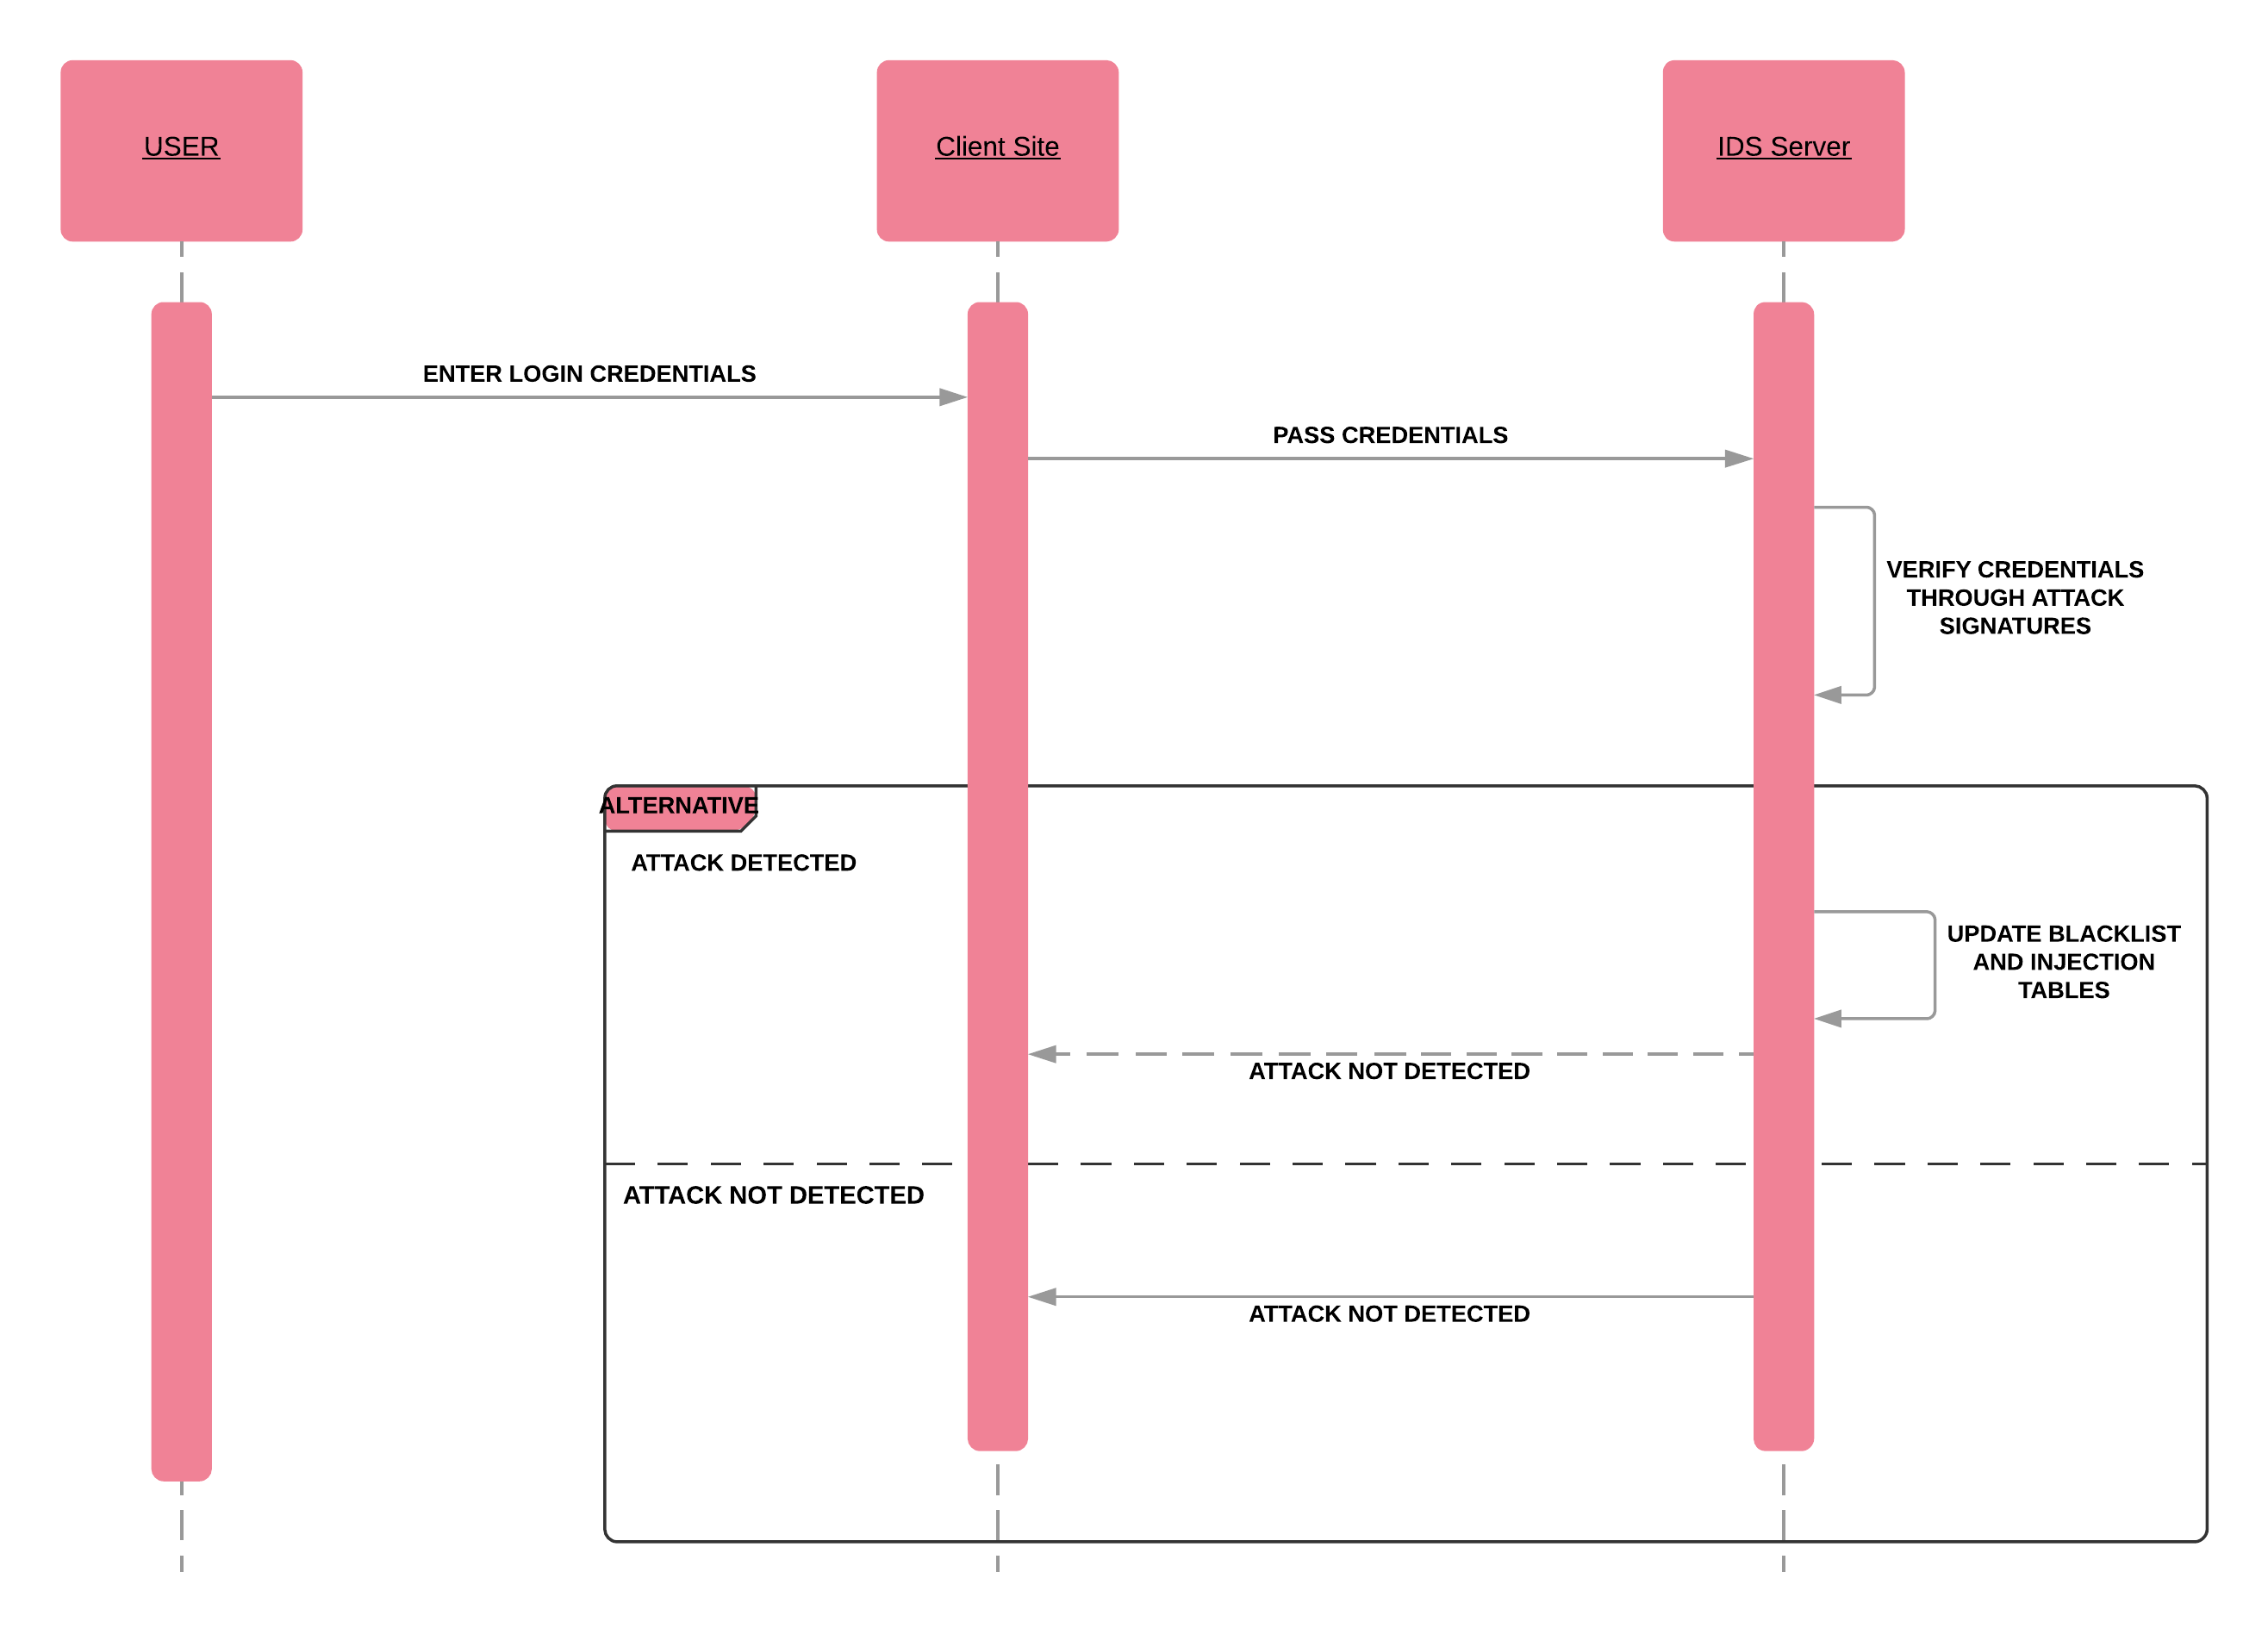 USER
Client Site
IDS Server
ENTER LOGIN CREDENTIALS
PASS CREDENTIALS
VERIFY CREDENTIALS
THROUGH ATTACK
SIGNATURES
ALTERNATIVE
ATTACK DETECTED
UPDATE BLACKLIST
AND INJECTION
TABLES
ATTACK NOT DETECTED
ATTACK NOT DETECTED
ATTACK NOT DETECTED